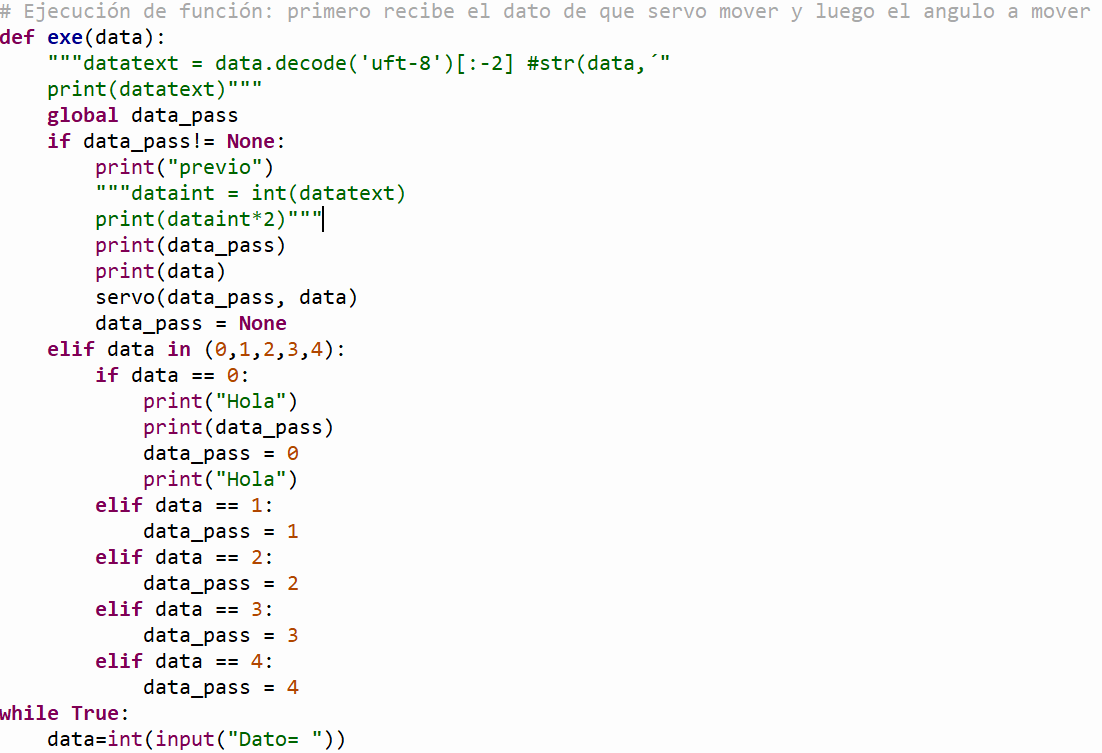 # Ejecución de función: primero recibe el dato de que servo mover y luego el angulo a mover
def exe(data):
    """datatext = data.decode('uft-8')[:-2] #str(data,´"
    print(datatext)"""
    global data_pass
    if data_pass!= None:
        print("previo")
        """dataint = int(datatext)
        print(dataint*2)"""
        print(data_pass)
        print(data)
        servo(data_pass, data)
        data_pass = None
    elif data in (0,1,2,3,4):
        if data == 0:
            print("Hola")
            print(data_pass)
            data_pass = 0
            print("Hola")
        elif data == 1:
            data_pass = 1
        elif data == 2:
            data_pass = 2
        elif data == 3:
            data_pass = 3
        elif data == 4:
            data_pass = 4
while True:
    data=int(input("Dato= "))